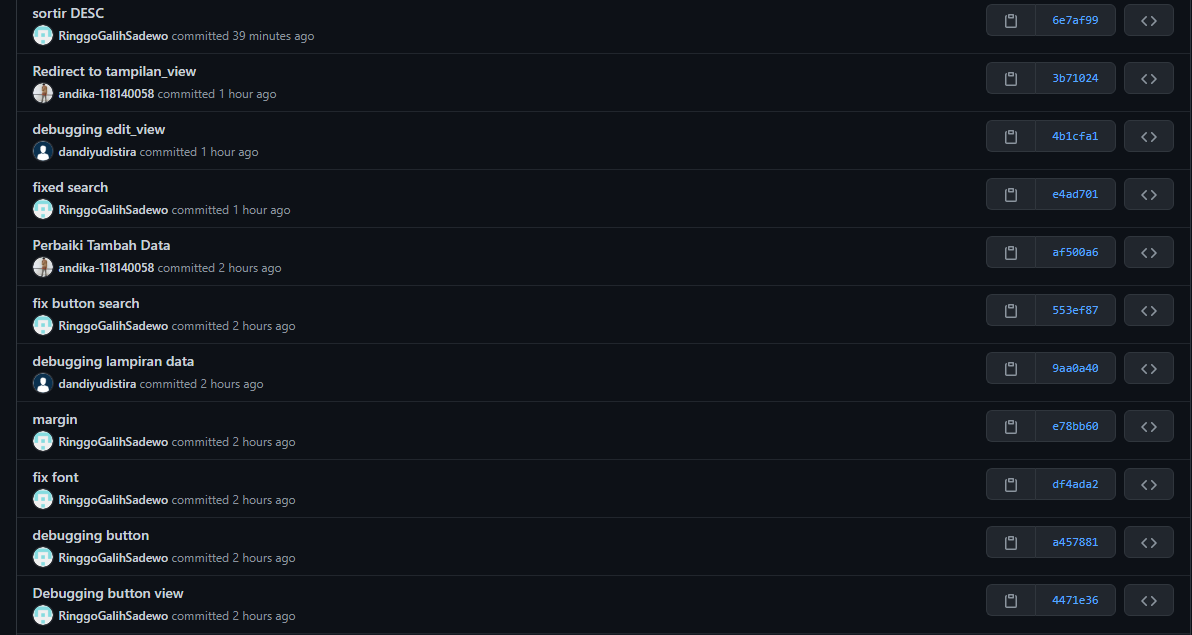 sortir DESC
RinggoGalihSadewo committed 39 minutes ago
6e7af99
Redirect to tampilan_view
andika-118140058 committed 1 hour ago
3b71024
debugging edit_view
dandiyudistira committed 1 hour ago
4b1cfa1
fixed search
RinggoGalihSadewo committed 1 hour ago
e4ad701
Perbaiki Tambah Data
andika-118140058 committed 2 hours ago
af500a6
fix button search
RinggoGalihSadewo committed 2 hours ago
553ef87
debugging lampiran data
dandiyudistira committed 2 hours ago
9aa0a40
margin
RinggoGalihSadewo committed 2 hours ago
e78bb60
fix font
RinggoGalihSadewo committed 2 hours ago
df4ada2
debugging button
RinggoGalihSadewo committed 2 hours ago
a457881
Debugging button view
RinggoGalihSadewo committed 2 hours ago
4471e36